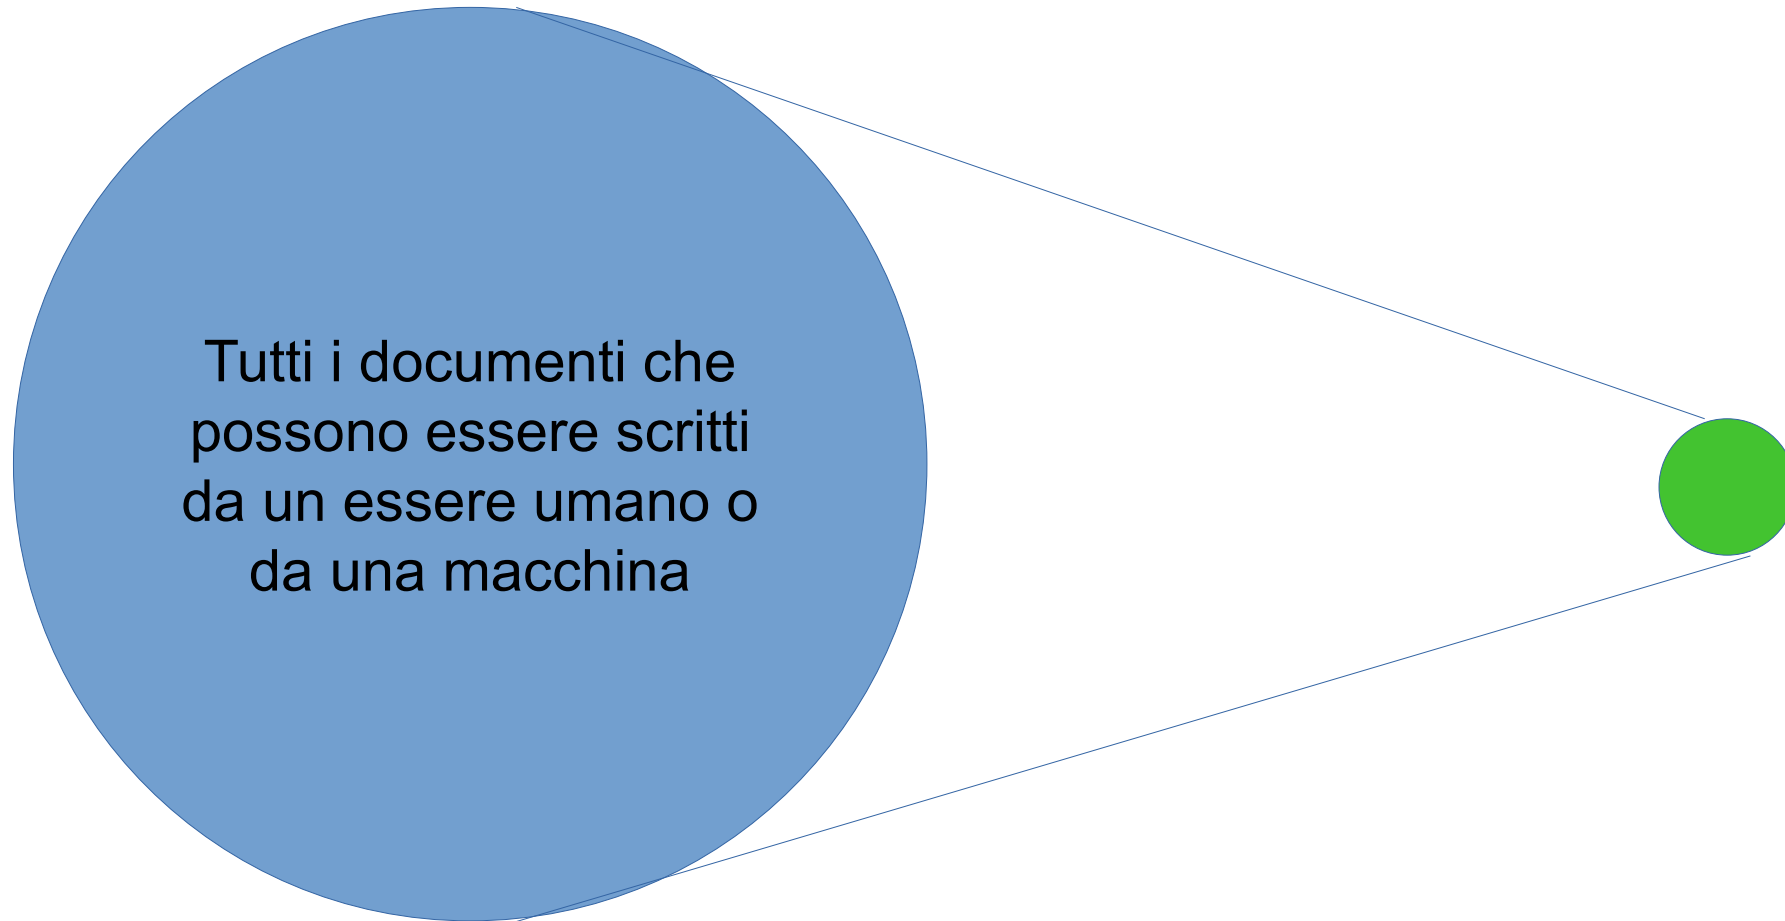 Tutti i documenti che
possono essere scritti
da un essere umano o
da una macchina